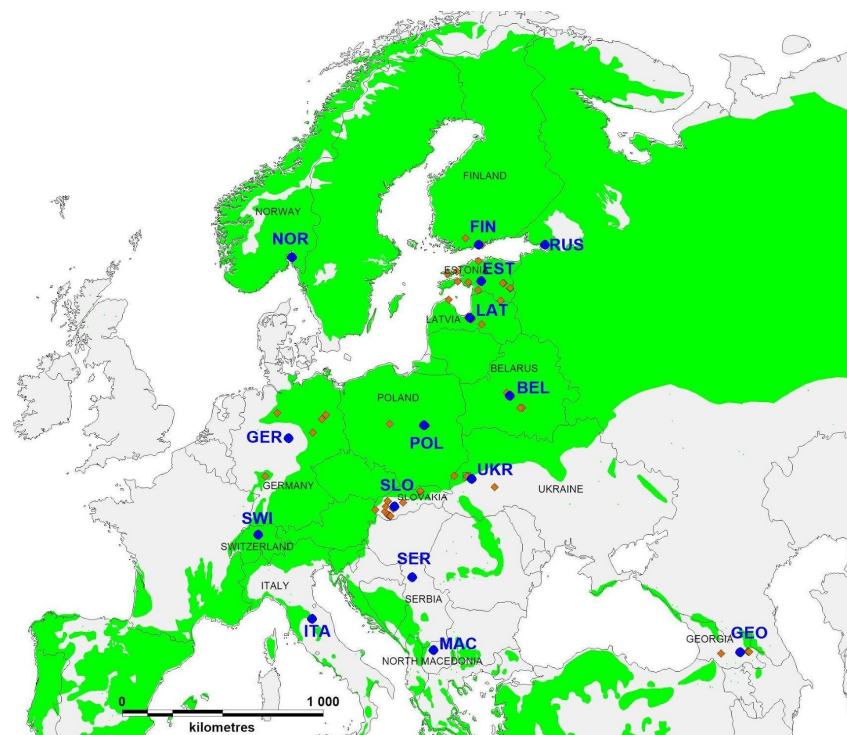 FINLAND
NORWAY
FIN
NOR
RUS
EST
ESTONIA
LAT
LATVIA
BELARUS
BEL
POLAND
GER
POL
UKR
GERMANY
SLO
SLOVAKIA
UKRAINE
SWI
SWITZERLAND
SER
ITALY
SERBIA
ITA
GEO
GEORGIA
MAC
NORTH MACEDONIA
0 1 000
kilometres